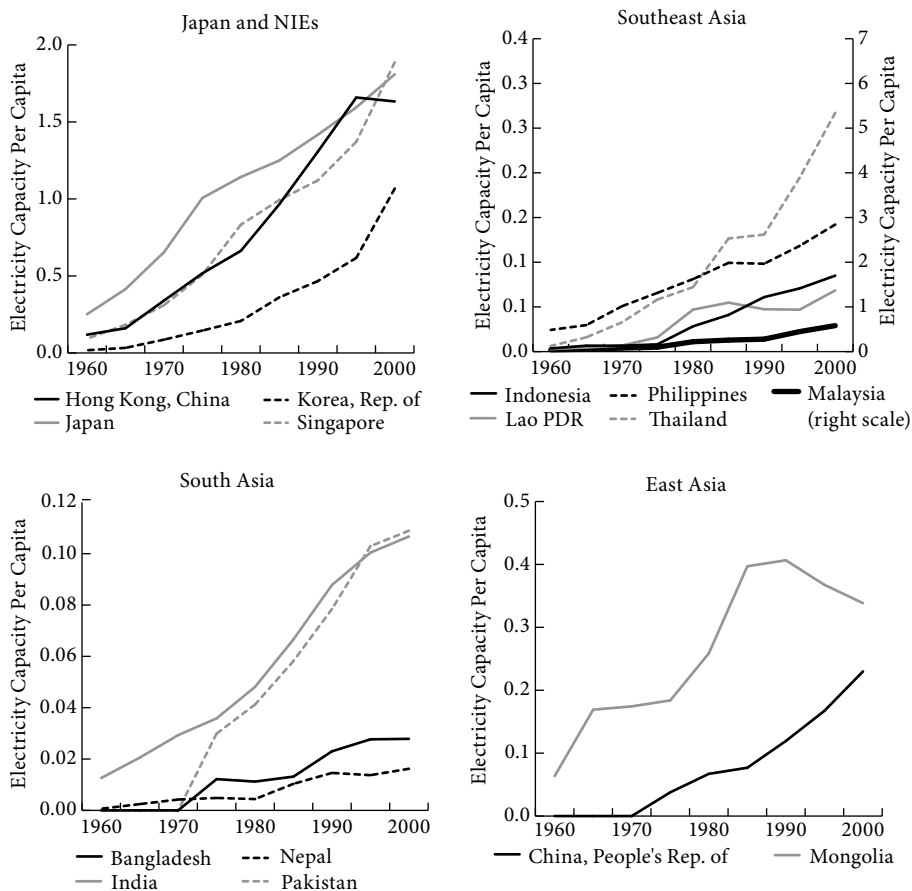 Japan and NIEs
Electricity Capacity Per Capita
2.0
1.5
1.0
0.5
0.0
1960 1970 1980 1990 2000
Hong Kong, China
Korea, Rep. of
Japan
Singapore
Southeast Asia
Electricity Capacity Per Capita
0.4
0.3
0.3
0.2
0.2
0.1
0.1
0.0
7
6
5
4
3
2
1
0
Electricity Capacity Per Capita
1960 1970 1980 1990 2000
Indonesia
Philippines
Malaysia
Lao PDR
Thailand
(right scale)
South Asia
Electricity Capacity Per Capita
0.12
0.10
0.08
0.06
0.04
0.02
0.00
1960 1970 1980 1990 2000
Bangladesh
Nepal
India
Pakistan
East Asia
Electricity Capacity Per Capita
0.5
0.4
0.3
0.2
0.1
0.0
1960 1970 1980 1990 2000
China, People's Rep. of
Mongolia